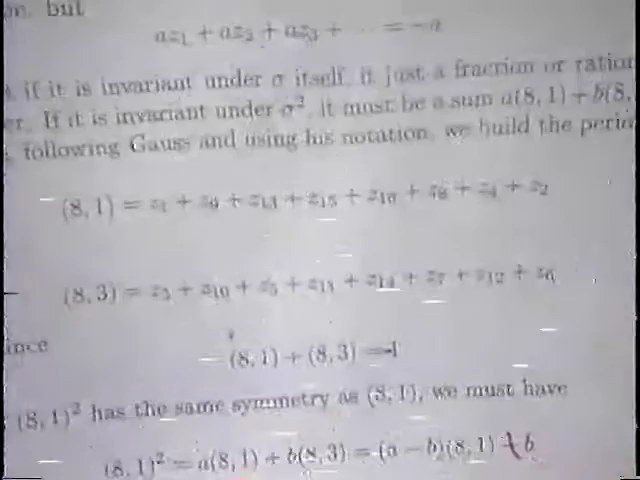 on, but
az₁ + az₂ + az₃ + ··· = −a
if it is invariant under σ itself, it just a fraction or ration
er. If it is invariant under σ², it must be a sum a(8, 1) + b(8,
following Gauss and using his notation, we build the perio
(8, 1) = z₁ + z₉ + z₁₃ + z₁₅ + z₁₆ + z₈ + z₄ + z₂
(8, 3) = z₃ + z₁₀ + z₅ + z₁₁ + z₁₄ + z₇ + z₁₂ + z₆
ince
(8, 1) + (8, 3) = -1
(8, 1)² has the same symmetry as (8, 1), we must have
(8, 1)² = a(8, 1) + b(8, 3) = (a − b)(8, 1) + b